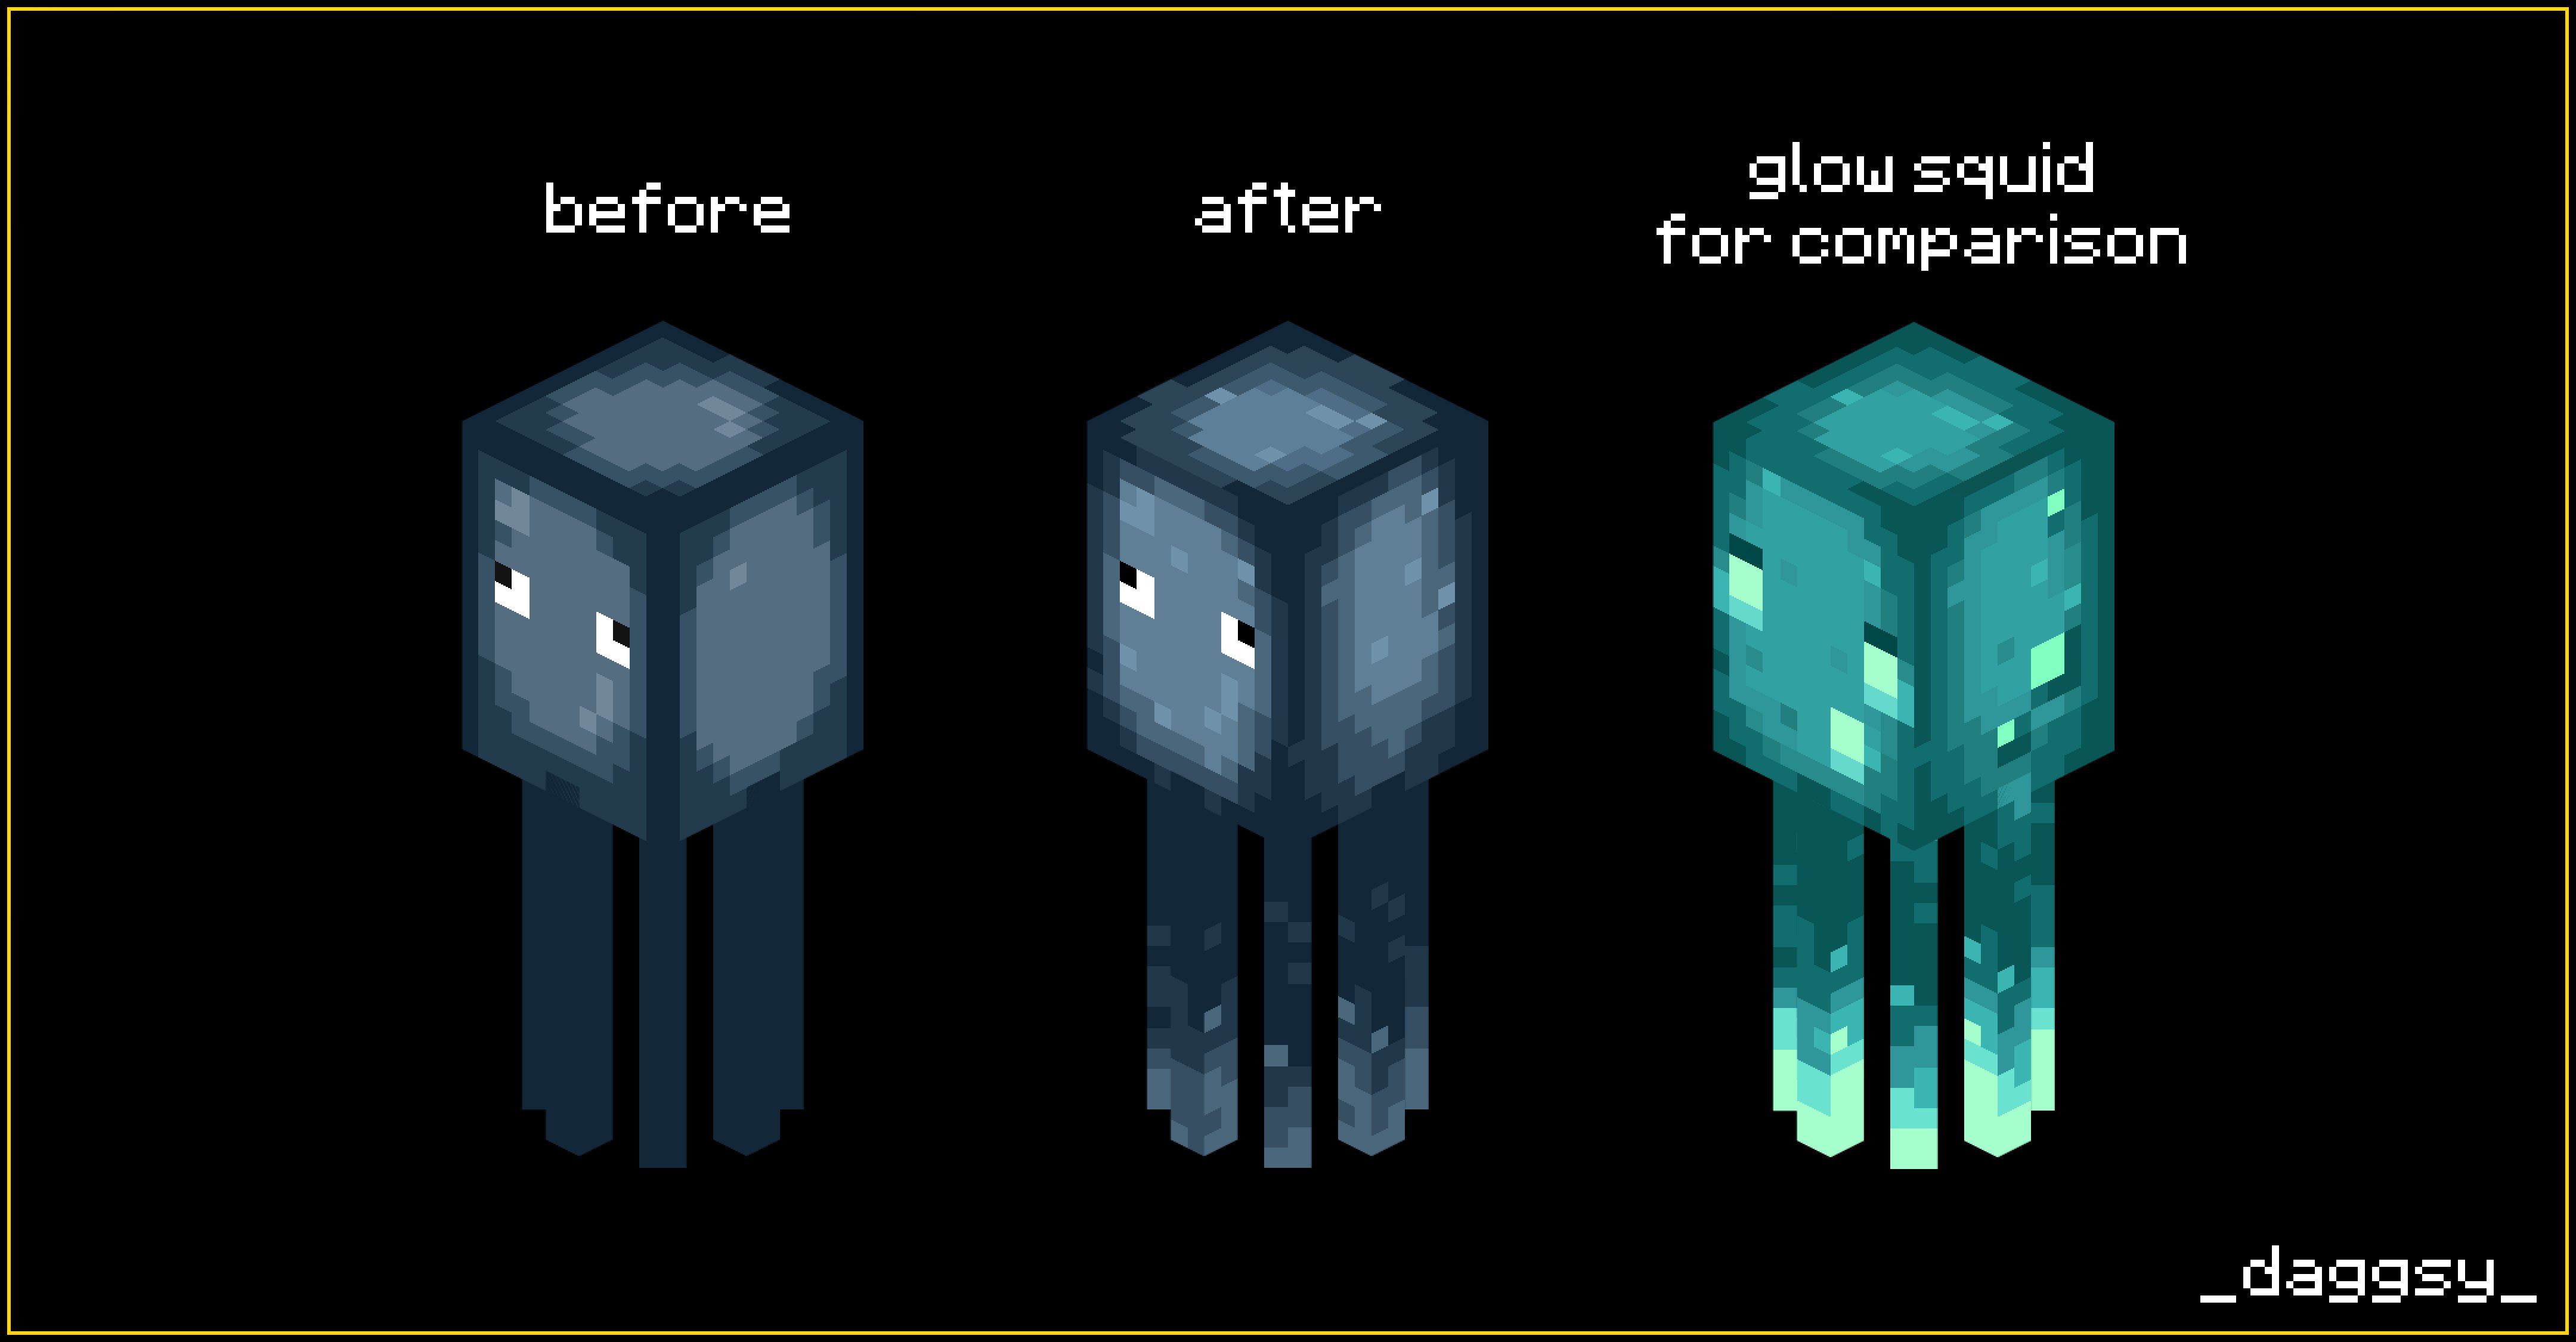 before
after
glow squid
for comparison
_daggsy_